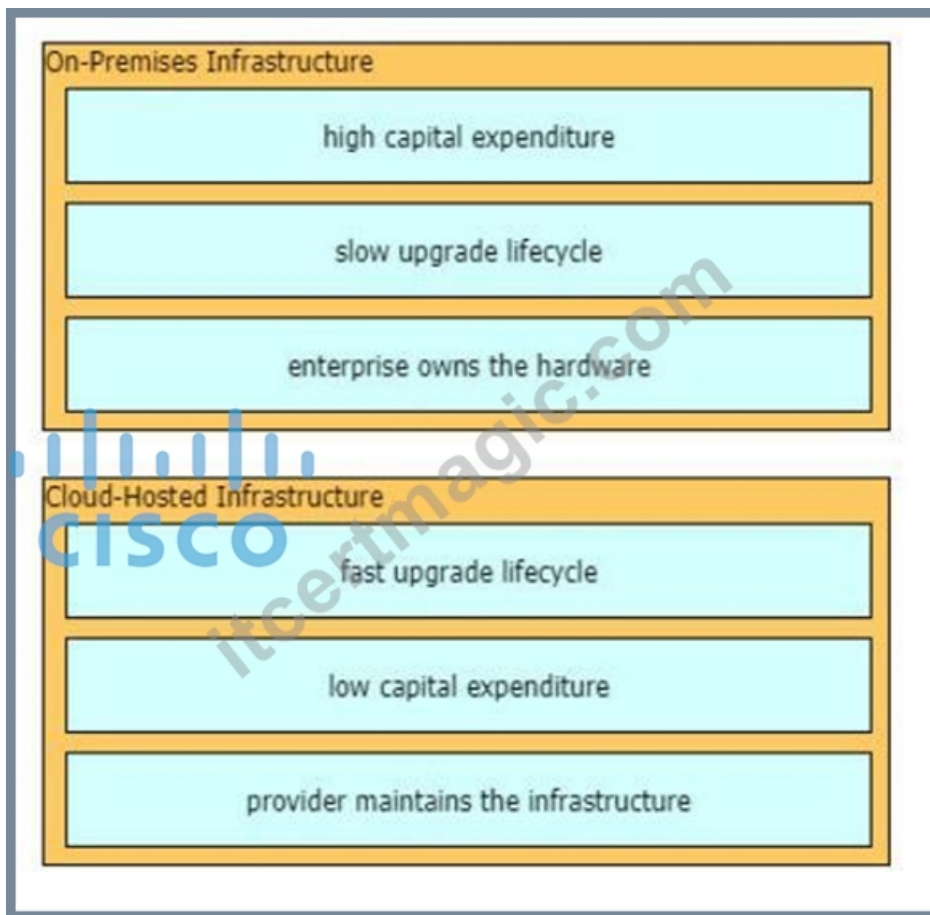 On-Premises Infrastructure
high capital expenditure
slow upgrade lifecycle
enterprise owns the hardware
Cloud-Hosted Infrastructure
CISCO
fast upgrade lifecycle
low capital expenditure
provider maintains the infrastructure
itcertmagic.com